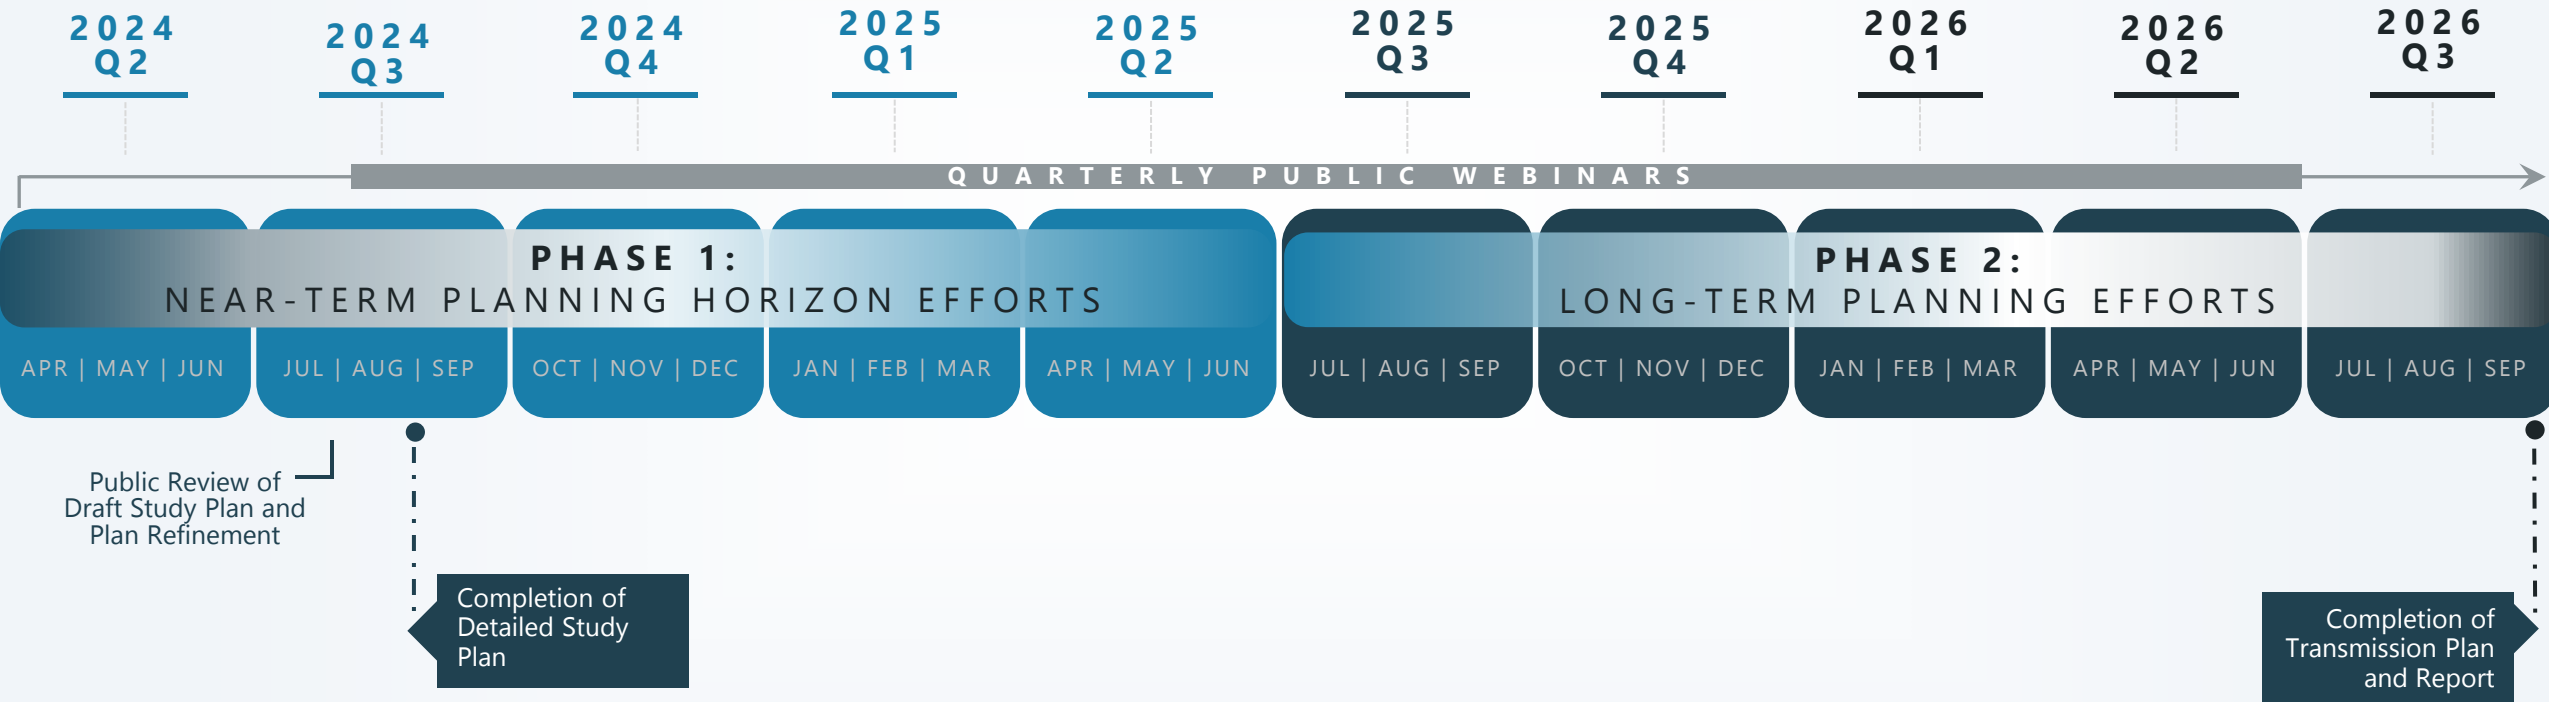 2024
Q2
2024
Q3
2024
Q4
2025
Q1
2025
Q2
2025
Q3
2025
Q4
2026
Q1
2026
Q2
2026
Q3
QUARTERLY PUBLIC WEBINARS
PHASE 1:
NEAR-TERM PLANNING HORIZON EFFORTS
PHASE 2:
LONG-TERM PLANNING EFFORTS
APR | MAY | JUN
JUL | AUG | SEP
OCT | NOV | DEC
JAN | FEB | MAR
APR | MAY | JUN
JUL | AUG | SEP
OCT | NOV | DEC
JAN | FEB | MAR
APR | MAY | JUN
JUL | AUG | SEP
Public Review of
Draft Study Plan and
Plan Refinement
Completion of
Detailed Study
Plan
Completion of
Transmission Plan
and Report